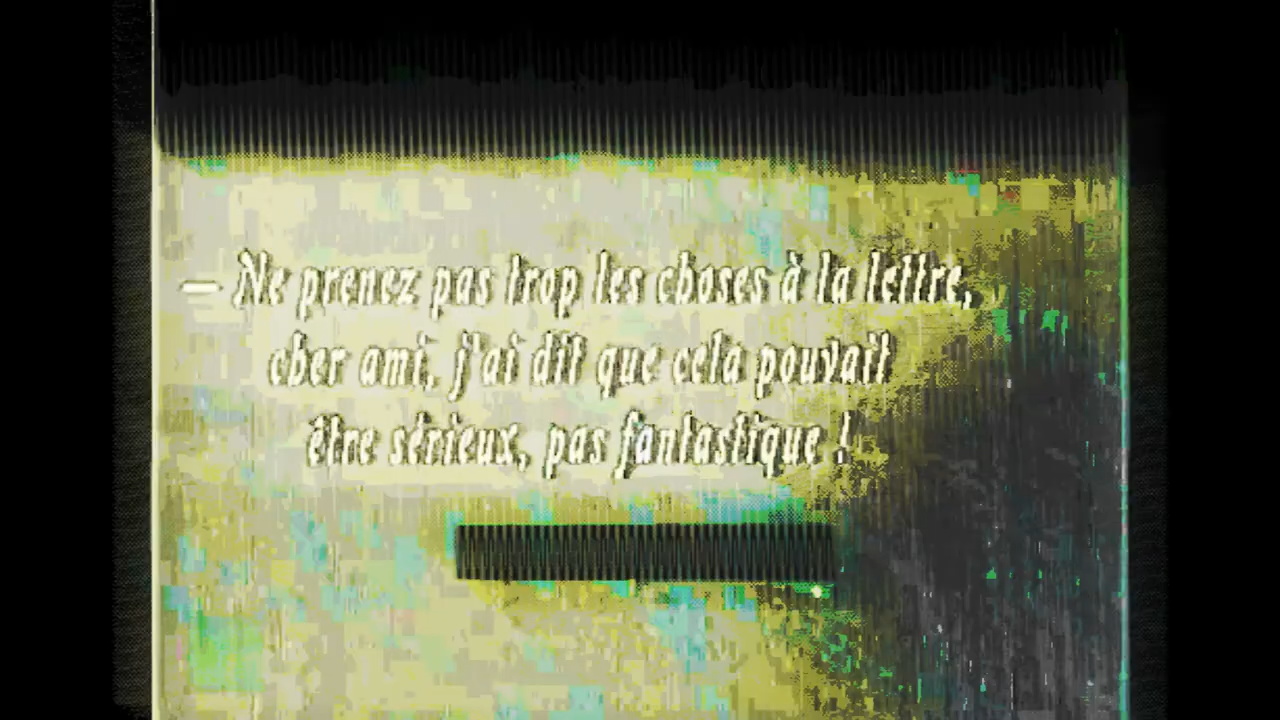 — Ne prenez pas trop les choses à la lettre,
cher ami, j'ai dit que cela pouvait
être sérieux, pas fantastique !